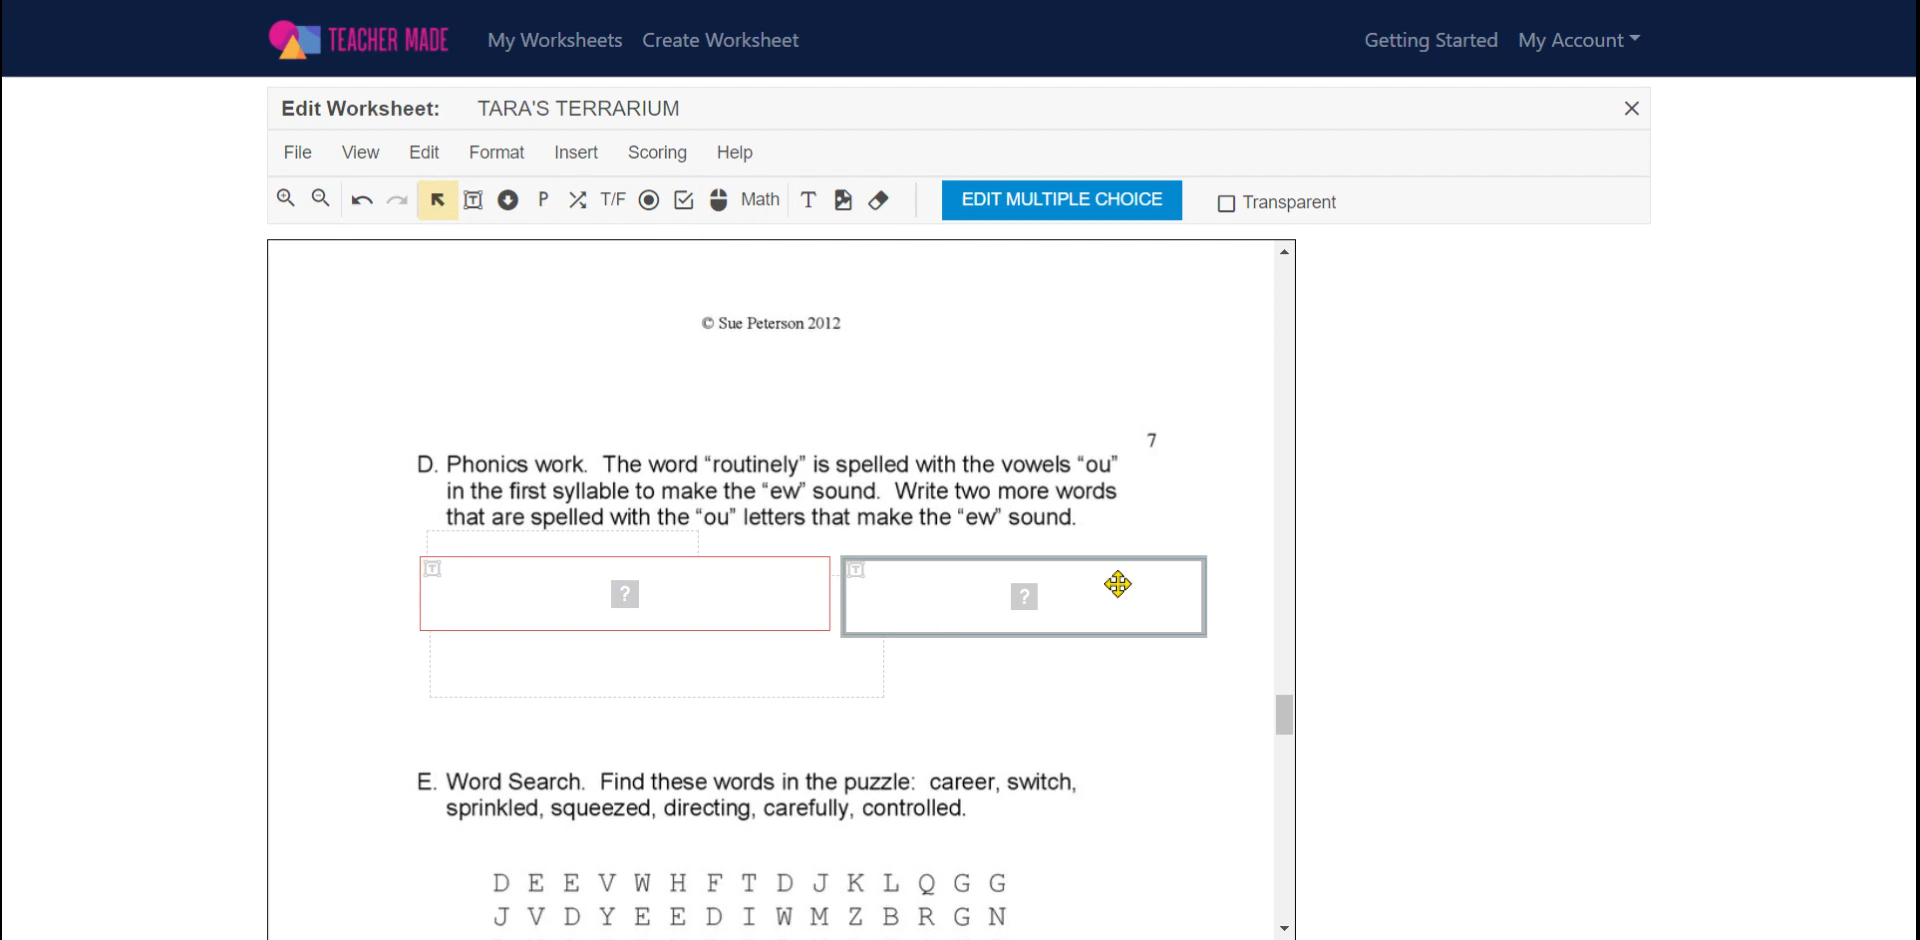 TEACHER MADE My Worksheets Create Worksheet Getting Started My Account
Edit Worksheet: TARA'S TERRARIUM
File View Edit Format Insert Scoring Help
T P T/F Math T EDIT MULTIPLE CHOICE Transparent
© Sue Peterson 2012
7
D. Phonics work. The word “routinely” is spelled with the vowels “ou”
in the first syllable to make the “ew” sound. Write two more words
that are spelled with the “ou” letters that make the “ew” sound.
T ? T ?
E. Word Search. Find these words in the puzzle: career, switch,
sprinkled, squeezed, directing, carefully, controlled.
D E E V W H F T D J K L Q G G
J V D Y E E D I W M Z B R G N